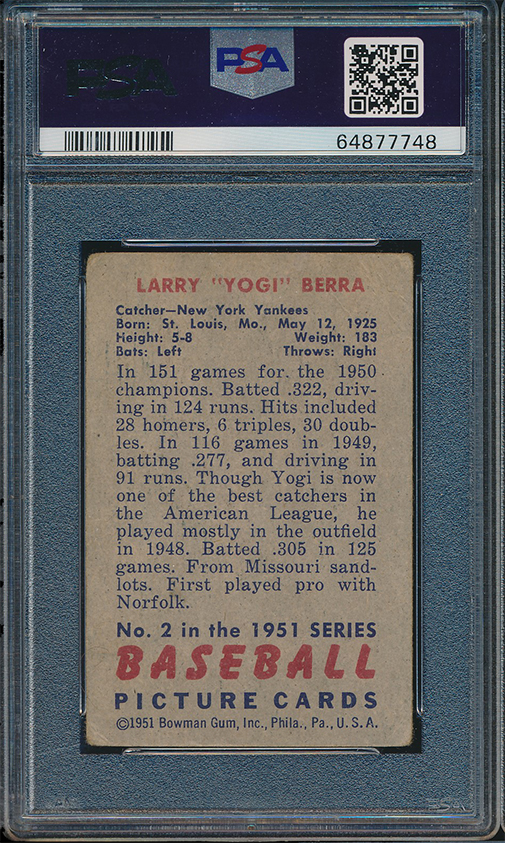 PSA
PSA
64877748
LARRY "YOGI" BERRA
Catcher—New York Yankees
Born: St. Louis, Mo., May 12, 1925
Height: 5-8 Weight: 183
Bats: Left Throws: Right
In 151 games for the 1950
champions. Batted .322, driv-
ing in 124 runs. Hits included
28 homers, 6 triples, 30 doub-
les. In 116 games in 1949,
batting .277, and driving in
91 runs. Though Yogi is now
one of the best catchers in
the American League, he
played mostly in the outfield
in 1948. Batted .305 in 125
games. From Missouri sand-
lots. First played pro with
Norfolk.
No. 2 in the 1951 SERIES
BASEBALL
PICTURE CARDS
©1951 Bowman Gum, Inc., Phila., Pa., U. S. A.